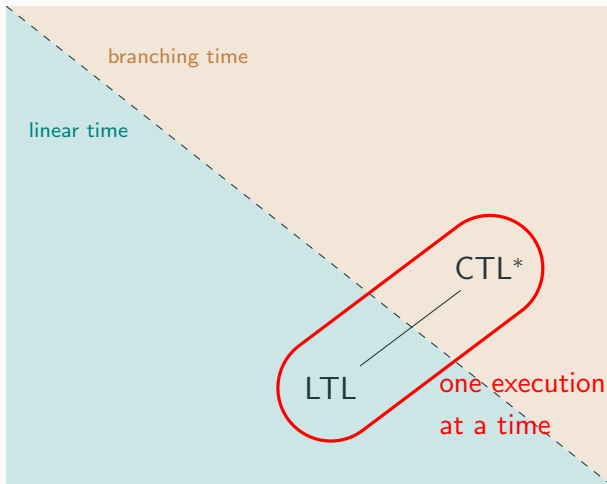 branching time
linear time
CTL*
LTL
one execution
at a time